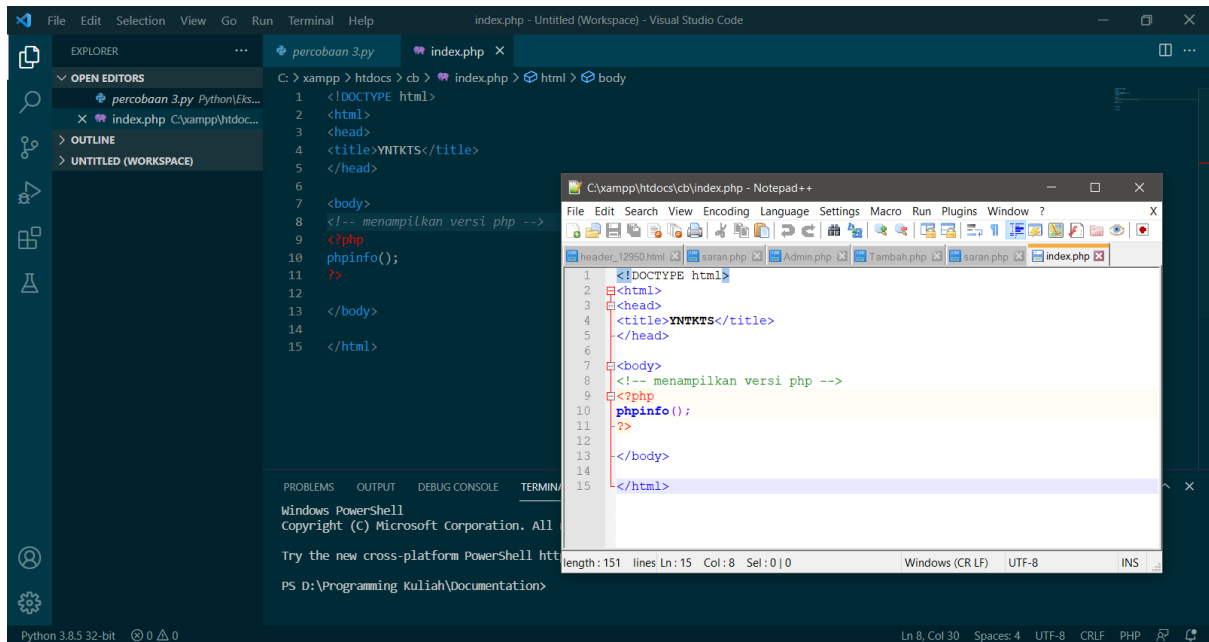 File Edit Selection View Go Run Terminal Help index.php - Untitled (Workspace) - Visual Studio Code
EXPLORER
OPEN EDITORS
percobaan 3.py Python\Eks...
index.php C:\xampp\htdoc...
OUTLINE
UNTITLED (WORKSPACE)
percobaan 3.py index.php
C: > xampp > htdocs > cb > index.php > html > body
1 <!DOCTYPE html>
2 <html>
3 <head>
4 <title>YNTKTS</title>
5 </head>
6
7 <body>
8 <!-- menampilkan versi php -->
9 <?php
10 phpinfo();
11 ?>
12
13 </body>
14
15 </html>
PROBLEMS OUTPUT DEBUG CONSOLE TERMIN
Windows PowerShell
Copyright (C) Microsoft Corporation. All
Try the new cross-platform PowerShell htt
PS D:\Programming Kuliah\Documentation>
C:\xampp\htdocs\cb\index.php - Notepad++
File Edit Search View Encoding Language Settings Macro Run Plugins Window ? X
header_12950.html saran.php Admin.php Tambah.php saran.php index.php
1 <!DOCTYPE html>
2 <html>
3 <head>
4 <title>YNTKTS</title>
5 </head>
6
7 <body>
8 <!-- menampilkan versi php -->
9 <?php
10 phpinfo();
11 ?>
12
13 </body>
14
15 </html>
length : 151 lines Ln : 15 Col : 8 Sel : 0 | 0 Windows (CR LF) UTF-8 INS
Python 3.8.5 32-bit 0 0 Ln 8, Col 30 Spaces: 4 UTF-8 CRLF PHP